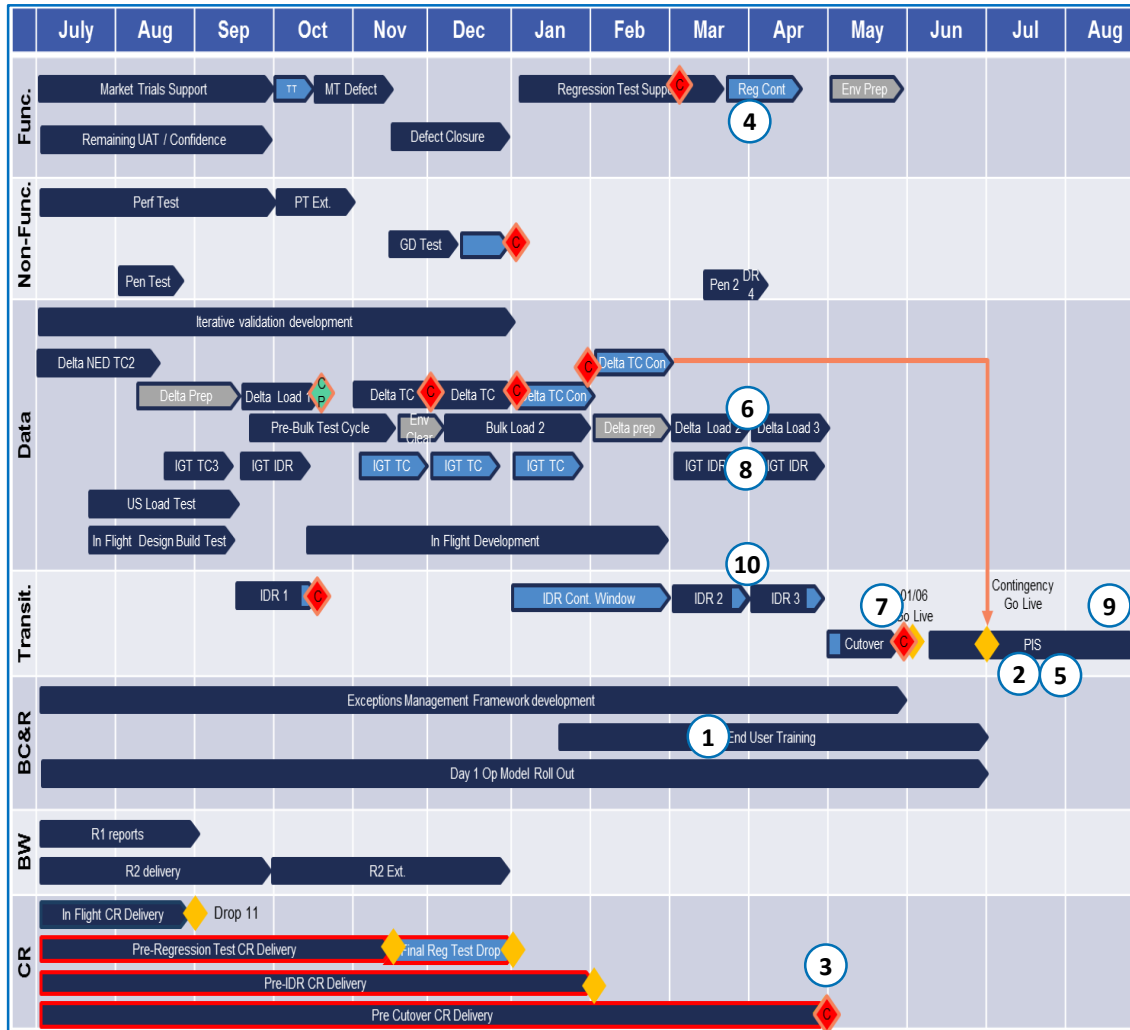 July Aug Sep Oct Nov Dec Jan Feb Mar Apr May Jun Jul Aug
Func.
Market Trials Support
TT
MT Defect
Regression Test Suppo
C
Reg Cont
Env Prep
4
Remaining UAT / Confidence
Defect Closure
Non-Func.
Perf Test
PT Ext.
GD Test
C
Pen Test
Pen 2
DR
4
Data
Iterative validation development
Delta NED TC2
C
Delta TC Con
Delta Prep
Delta Load 1
C
P
Delta TC
C
Delta TC
C
Delta TC Con
6
Pre-Bulk Test Cycle
Env
Clear
Bulk Load 2
Delta prep
Delta Load 2
Delta Load 3
IGT TC3
IGT IDR
IGT TC
IGT TC
IGT TC
IGT IDR
8
IGT IDR
US Load Test
In Flight Design Build Test
In Flight Development
Transit.
10
IDR 1
C
IDR Cont. Window
IDR 2
IDR 3
7
01/06
Go Live
Contingency
Go Live
9
Cutover
C
PIS
2
5
BC&R
Exceptions Management Framework development
1
End User Training
Day 1 Op Model Roll Out
BW
R1 reports
R2 delivery
R2 Ext.
CR
In Flight CR Delivery
Drop 11
Pre-Regression Test CR Delivery
Final Reg Test Drop
Pre-IDR CR Delivery
3
Pre Cutover CR Delivery
C